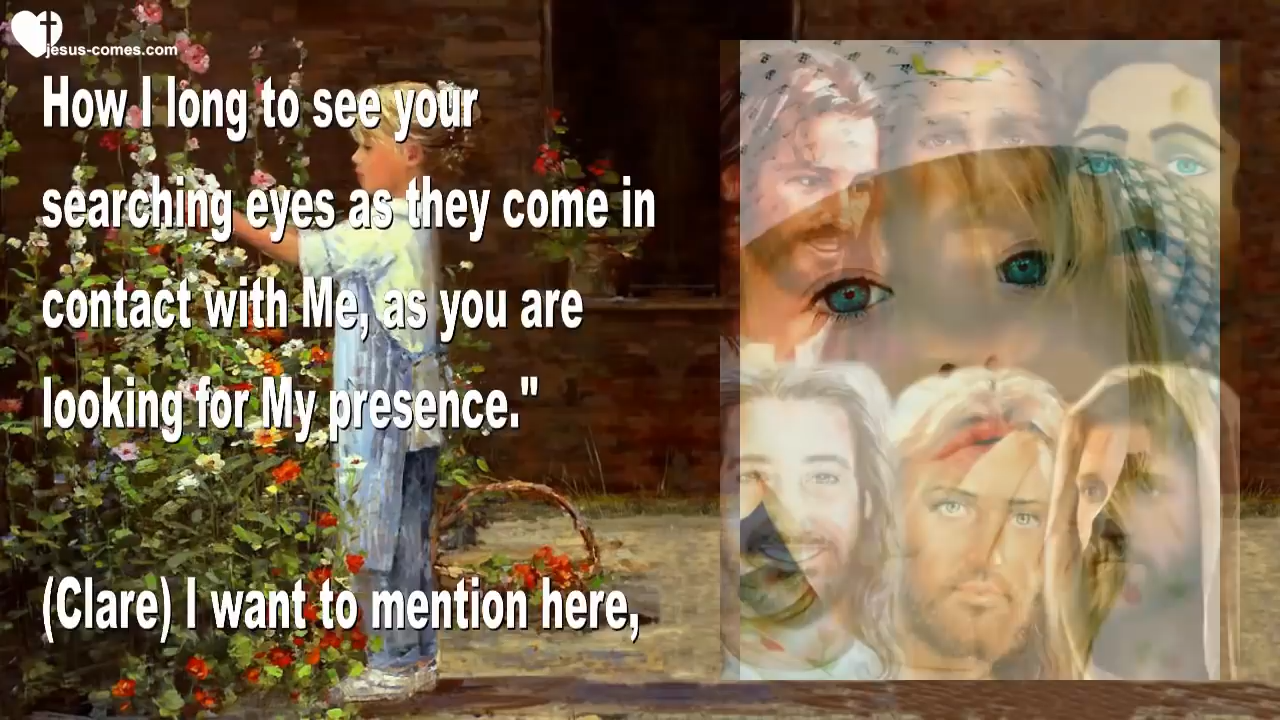 jesus-comes.com
How I long to see your
searching eyes as they come in
contact with Me, as you are
looking for My presence."
(Clare) I want to mention here,